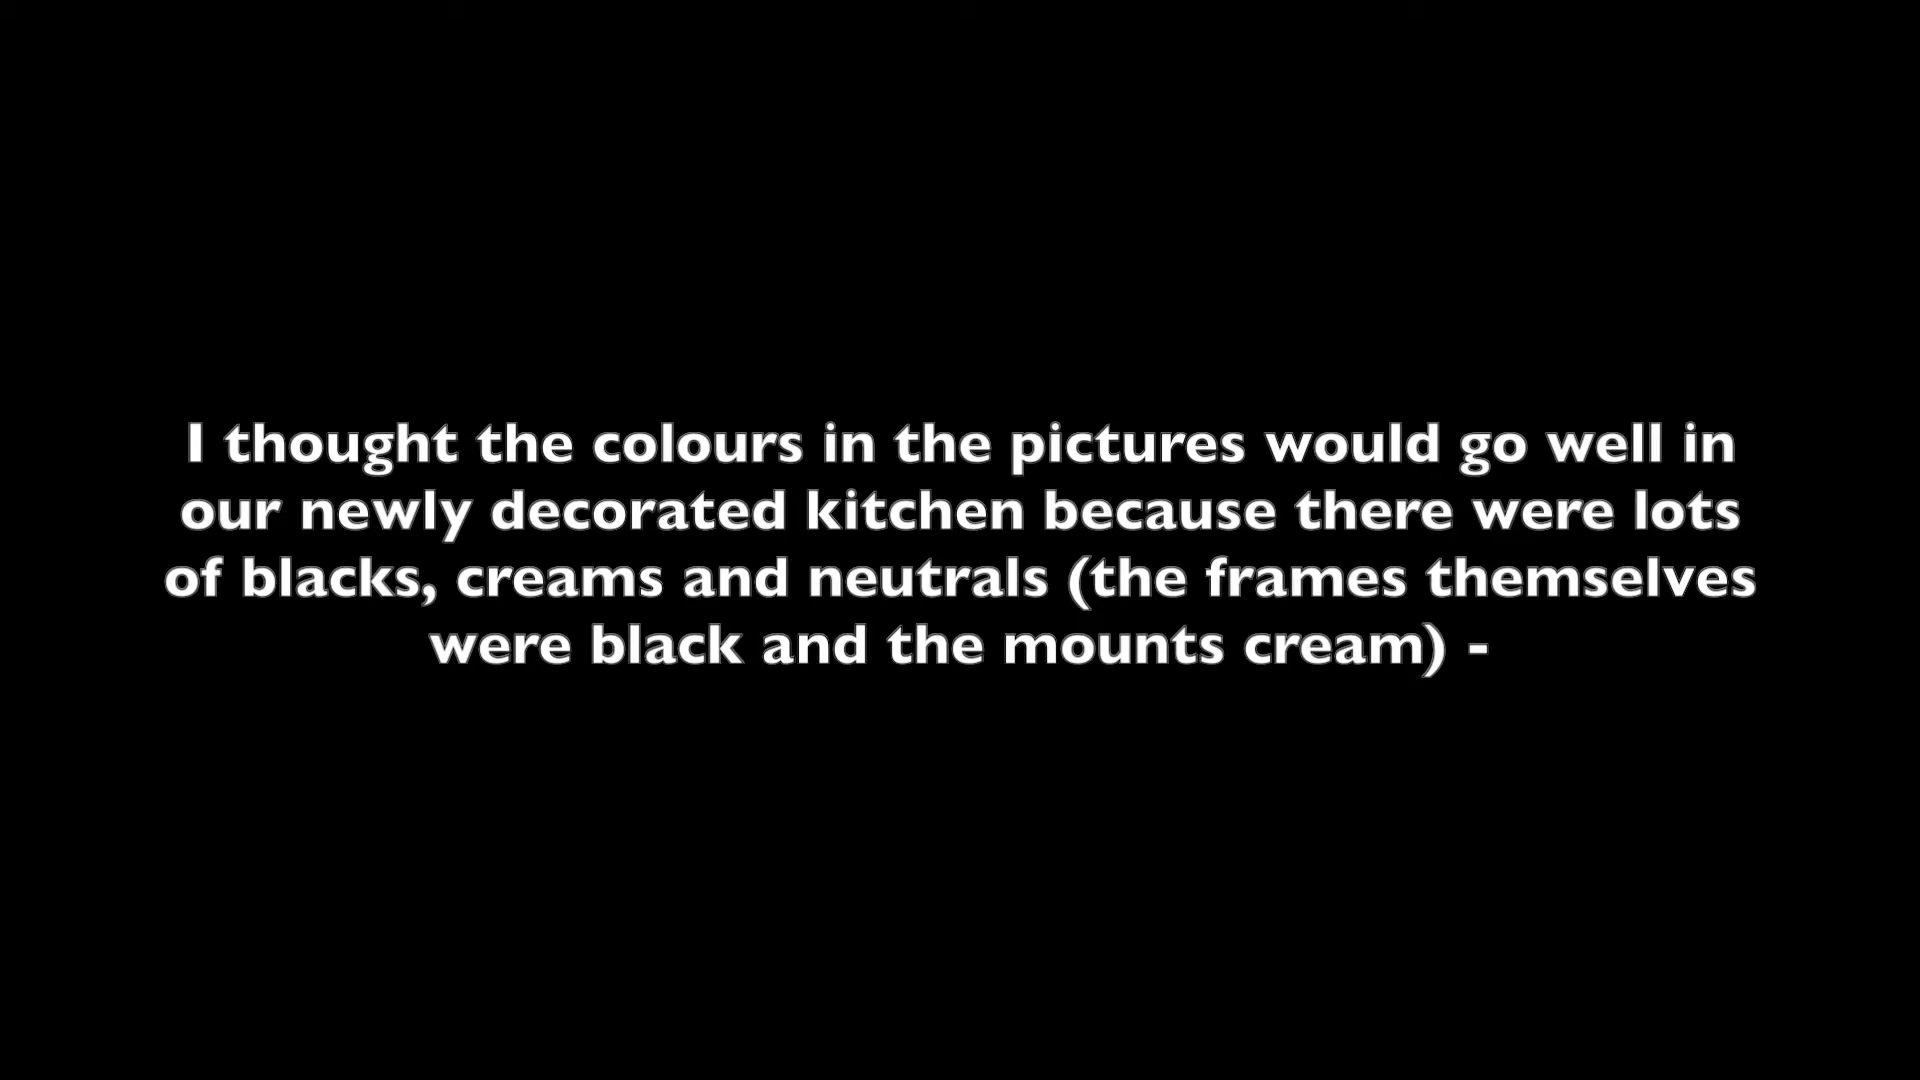 I thought the colours in the pictures would go well in
our newly decorated kitchen because there were lots
of blacks, creams and neutrals (the frames themselves
were black and the mounts cream) -